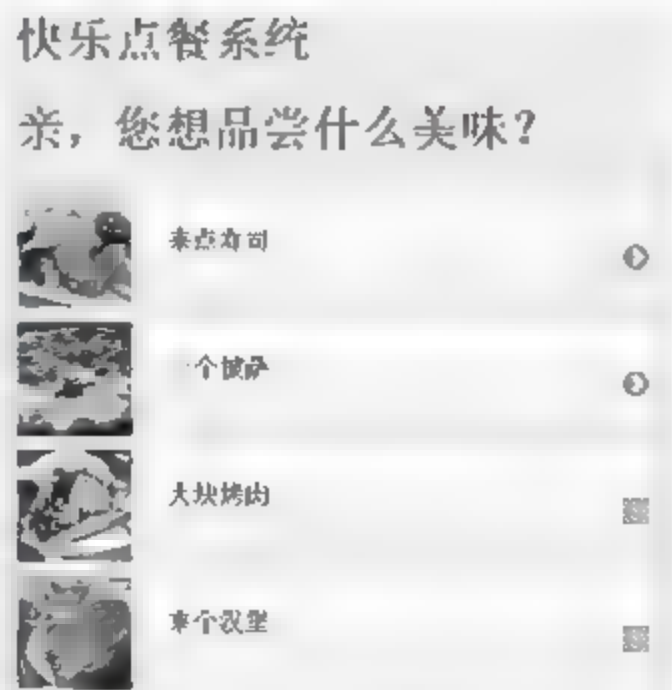 快乐点餐系统
亲，您想品尝什么美味？
来点寿司
一个披萨
大块烤肉
来个汉堡